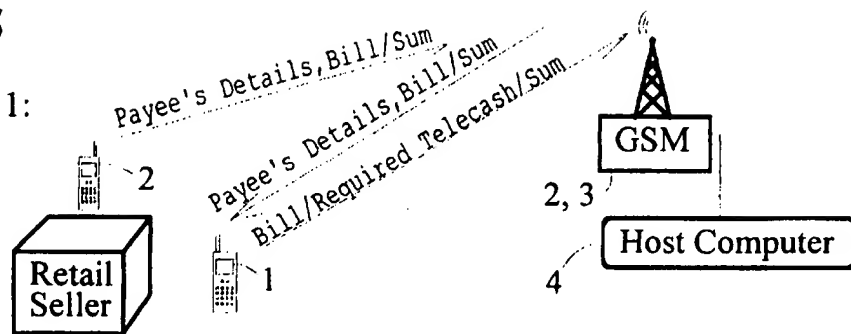 1:
Payee's Details,Bill/Sum
Payee's Details,Bill/Sum
Bill/Required Telecash/Sum
2
1
GSM
2, 3
Host Computer
4
Retail
Seller